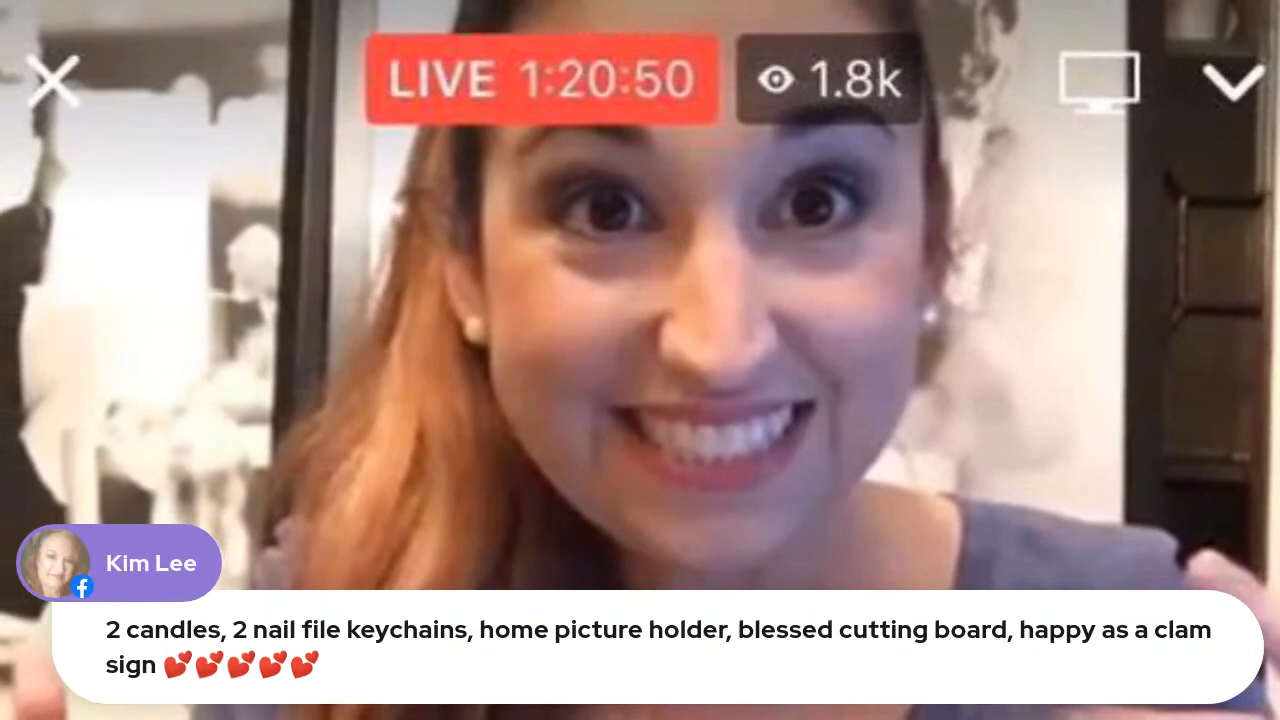 LIVE 1:20:50 1.8k
Kim Lee
2 candles, 2 nail file keychains, home picture holder, blessed cutting board, happy as a clam
sign 💕💕💕💕💕